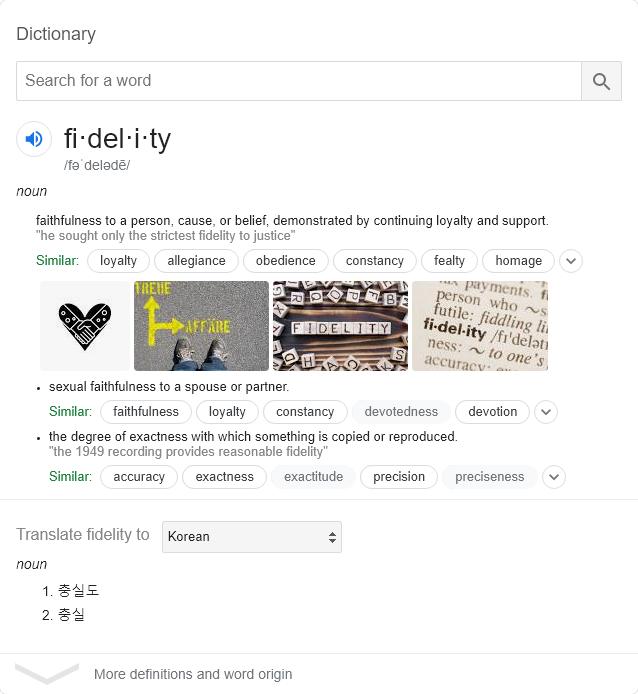 Dictionary
Search for a word
fi·del·i·ty
/fəˈdelədē/
noun
faithfulness to a person, cause, or belief, demonstrated by continuing loyalty and support.
"he sought only the strictest fidelity to justice"
Similar: loyalty allegiance obedience constancy fealty homage
TREUE
AFFÄRE
FIDELITY
payments.
person who ~s
futile: fiddling
fi·del·i·ty /fɪˈdelət
ness: ~ to one's
accuracy:
• sexual faithfulness to a spouse or partner.
Similar: faithfulness loyalty constancy devotedness devotion
• the degree of exactness with which something is copied or reproduced.
"the 1949 recording provides reasonable fidelity"
Similar: accuracy exactness exactitude precision preciseness
Translate fidelity to Korean
noun
1. 충실도
2. 충실
More definitions and word origin